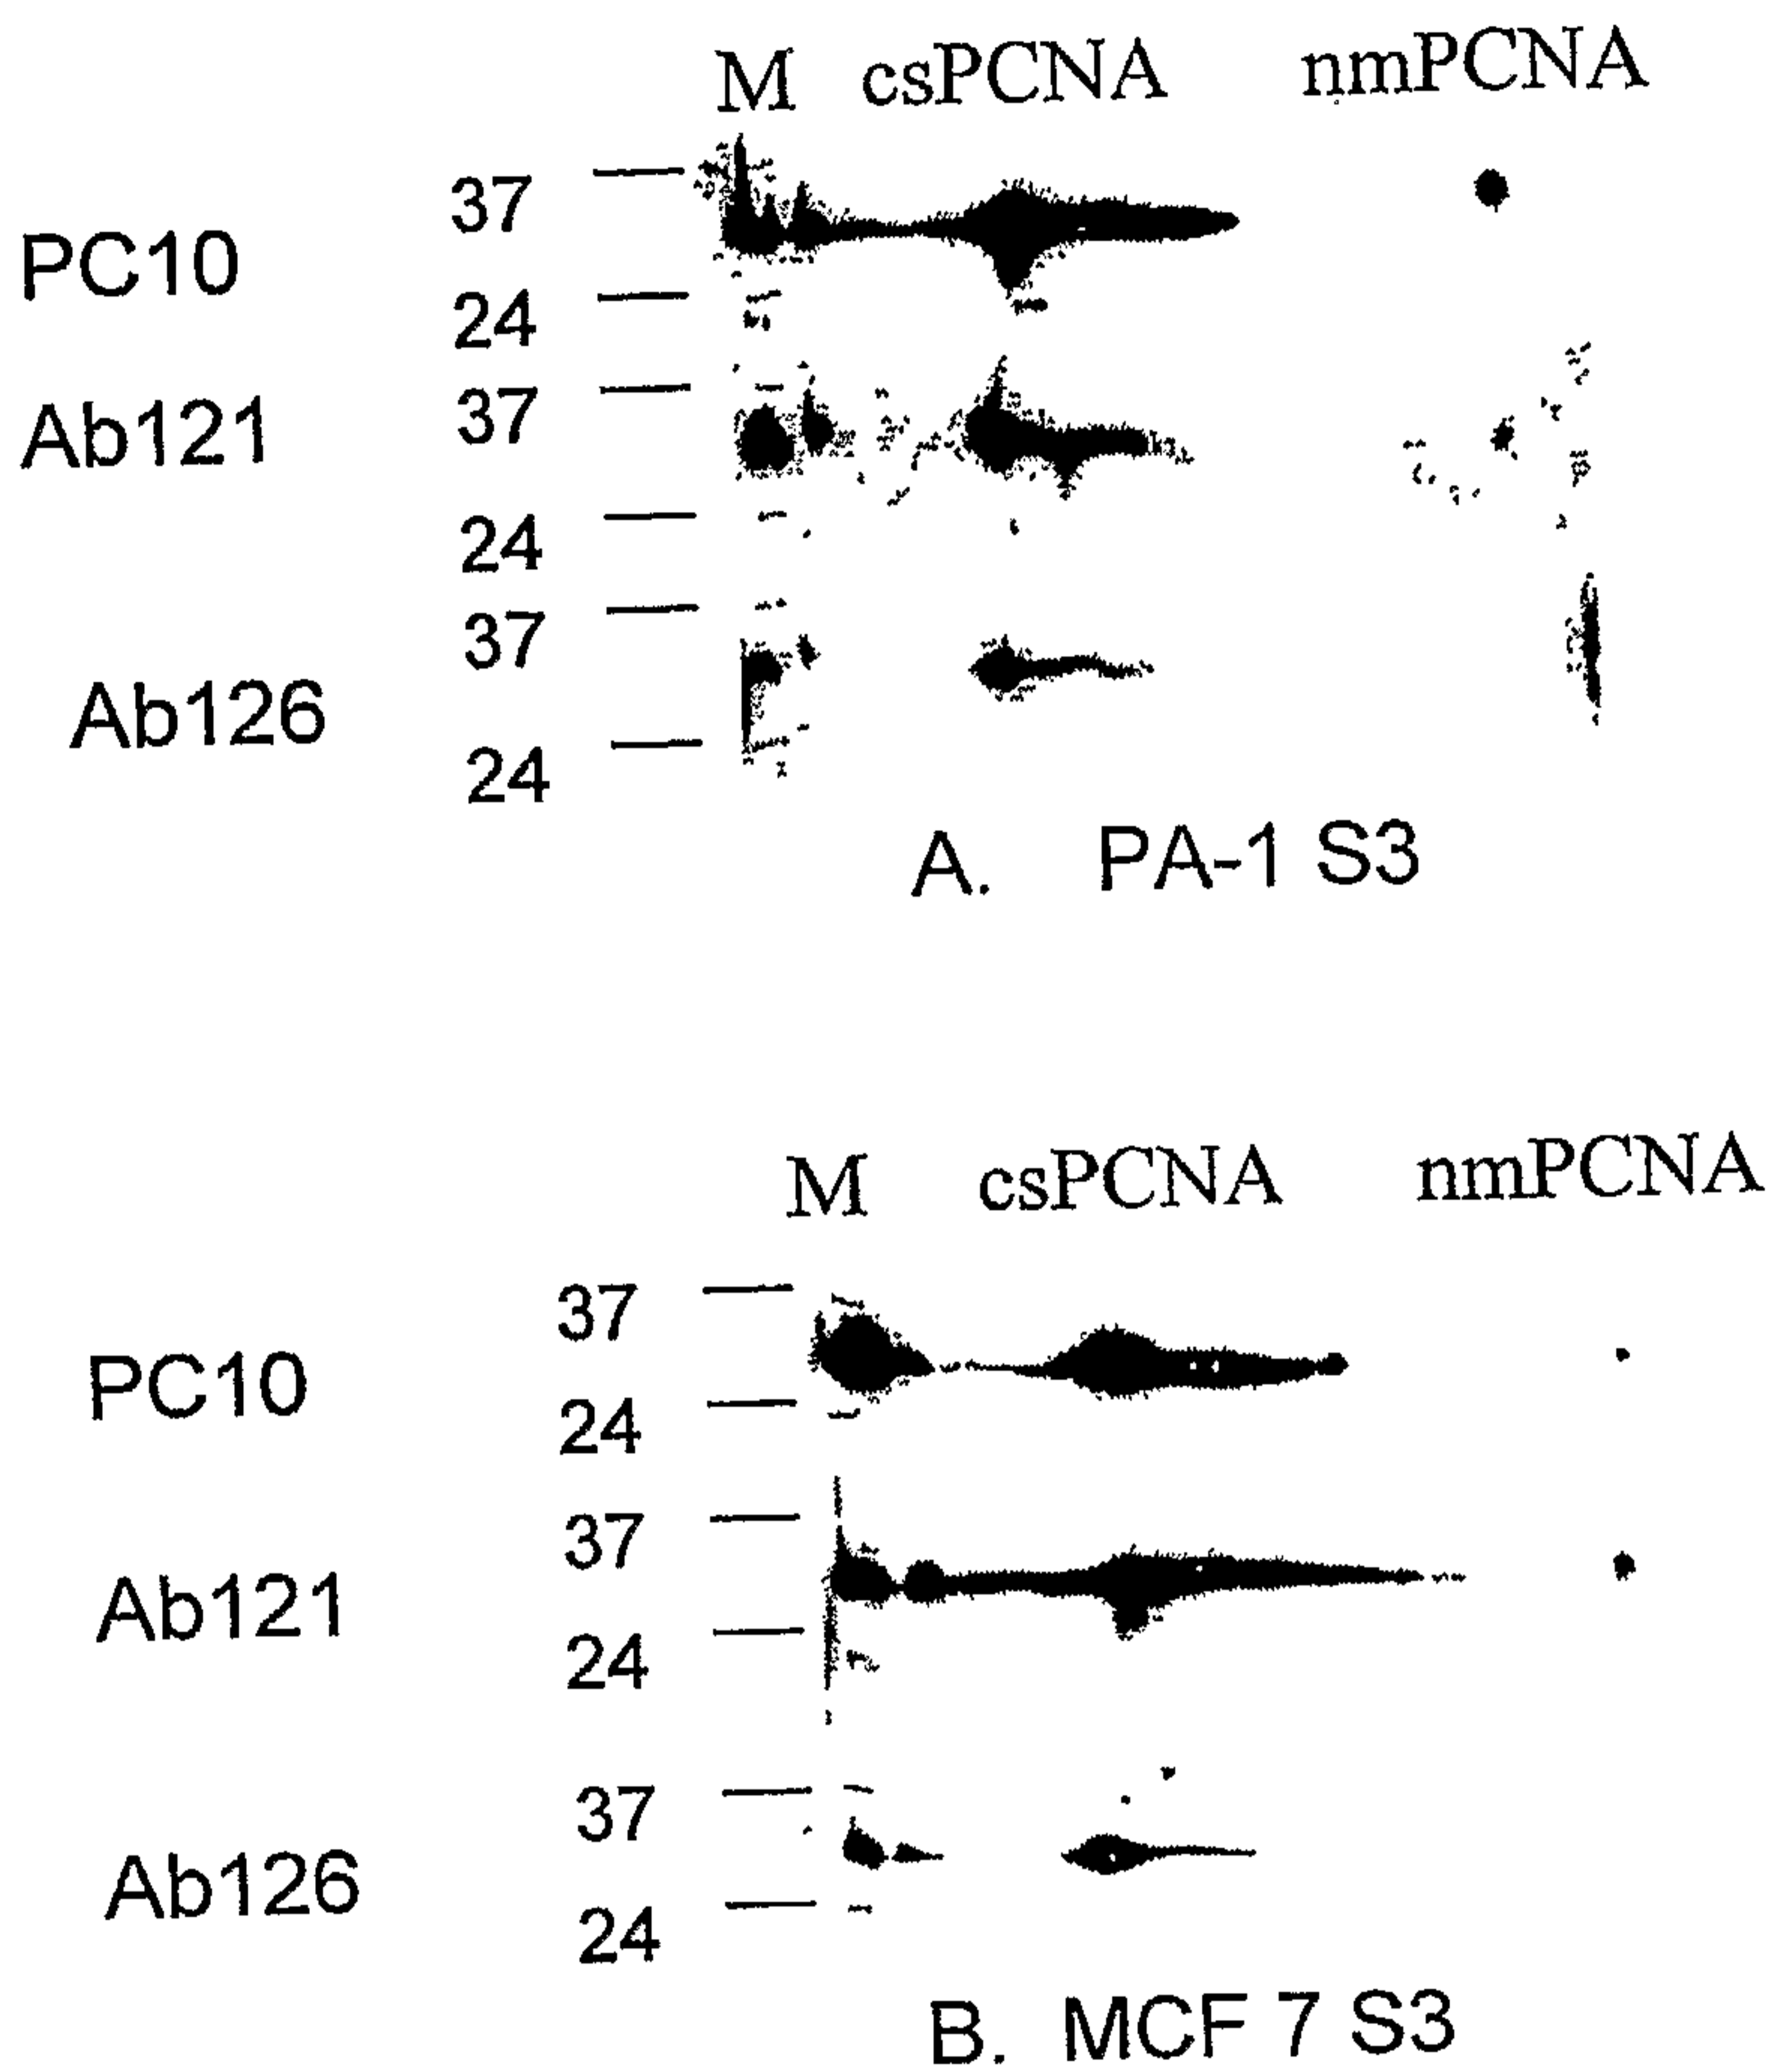 M csPCNA nmPCNA
37
PC10
24
37
Ab121
24
37
Ab126
24
A. PA-1 S3
M csPCNA nmPCNA
37
PC10
24
37
Ab121
24
37
Ab126
24
B. MCF 7 S3